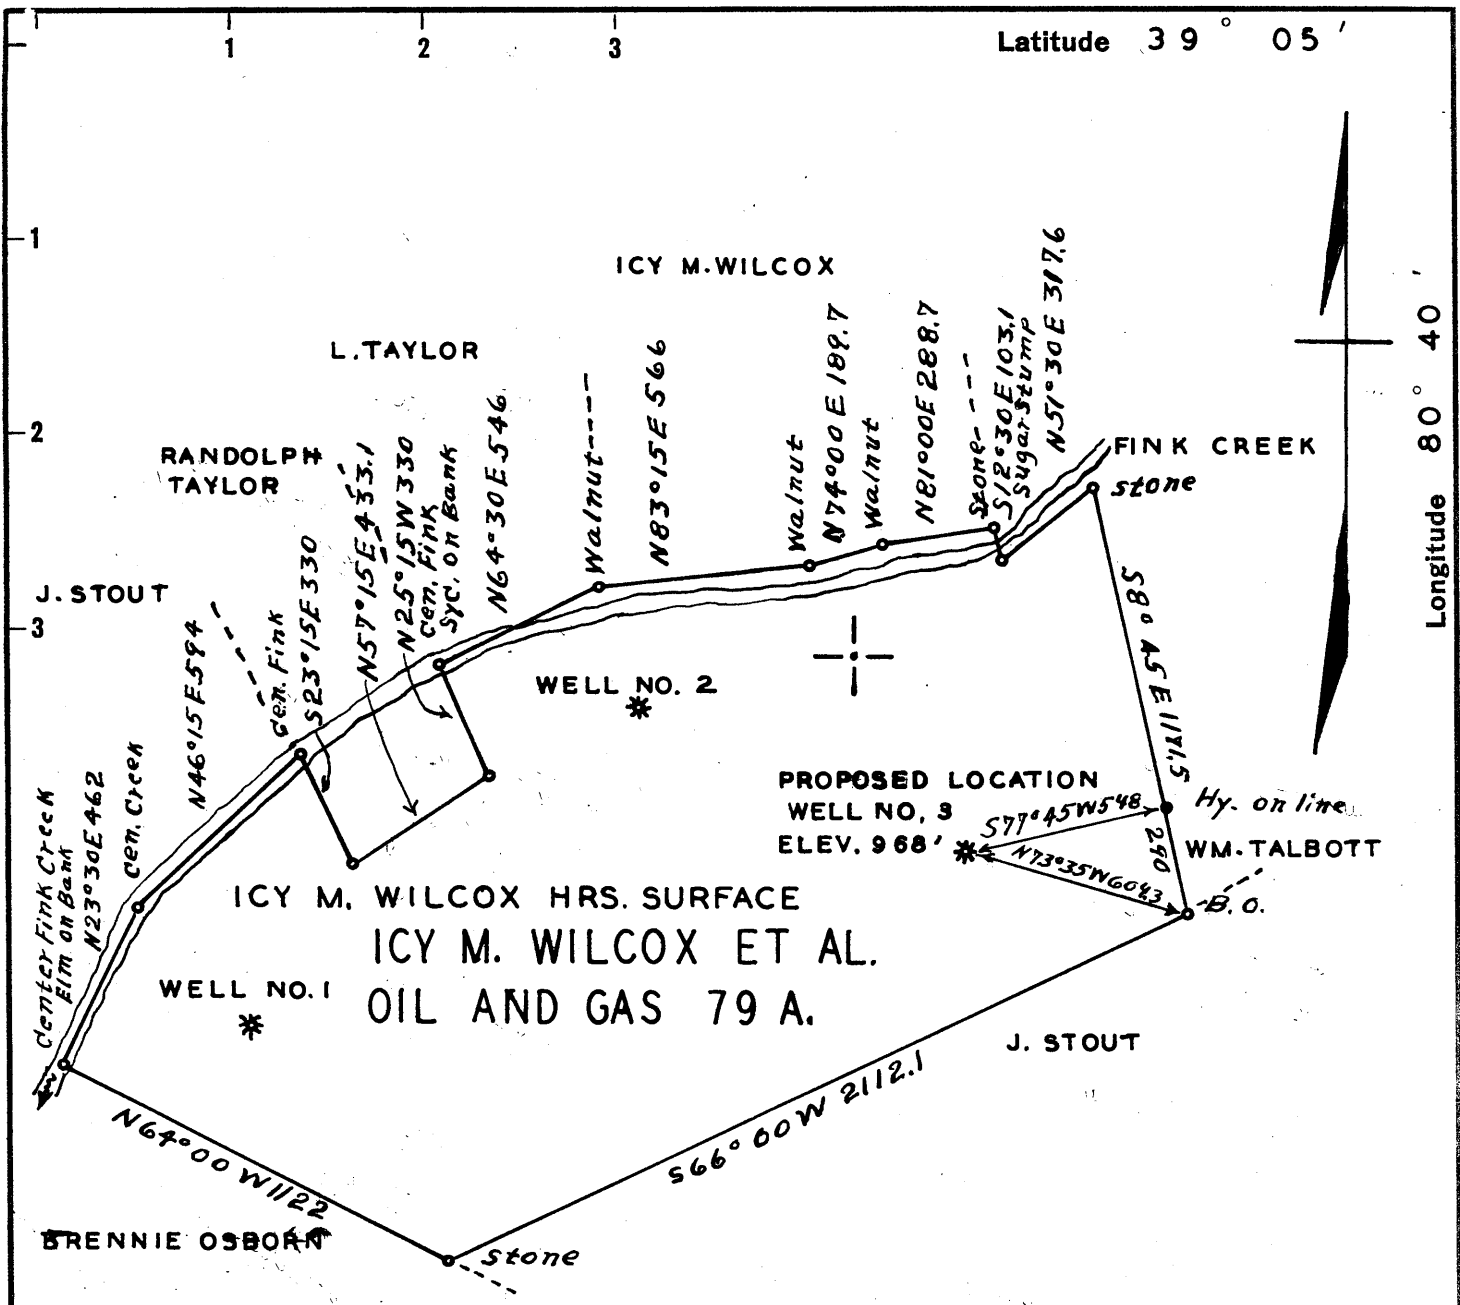 1 2 3
Latitude 39° 05'
1
2
3
Longitude 80° 40'
ICY M. WILCOX
L. TAYLOR
RANDOLPH
TAYLOR
J. STOUT
center Fink Creek
Elm on Bank
N23°30E462
cen. Creek
N46°15E594
cen. Fink
S23°15E330
N57°15E433.1
N25°15W330
cen. Fink
Syc. on Bank
N64°30E546
Walnut
N83°15E566
Walnut
N74°00E189.7
Walnut
N81°00E288.7
Stone
S12°30E103.1
Sugar Stump
N51°30E317.6
FINK CREEK
stone
S8° 45E1181.5
WELL NO. 2
PROPOSED LOCATION
WELL NO. 3
ELEV. 968'
S77°45W548
N73°35W604.3
Hy. on line
290
WM. TALBOTT
B.O.
ICY M. WILCOX HRS. SURFACE
ICY M. WILCOX ET AL.
OIL AND GAS 79 A.
WELL NO. 1
J. STOUT
S66°00W 2112.1
N64°00W1122
BRENNIE OSBORN
stone